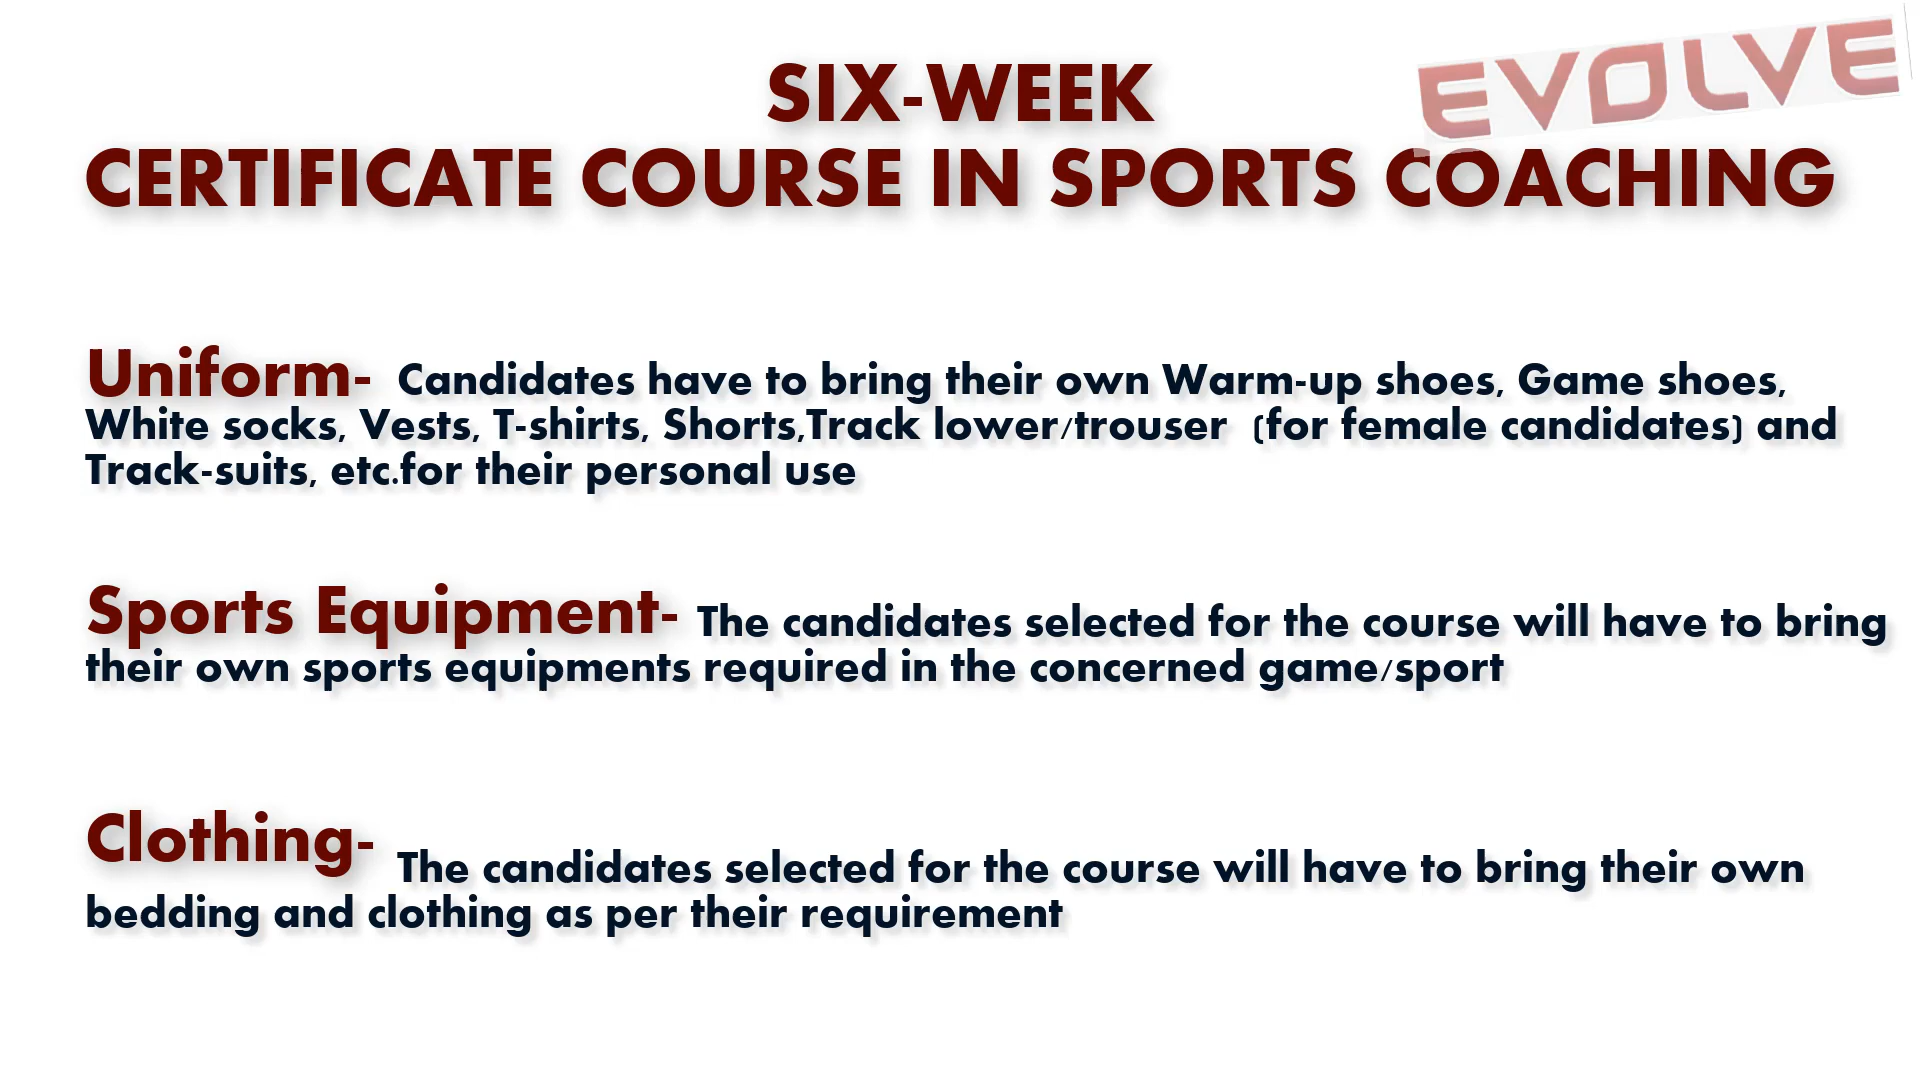 EVOLVE
SIX-WEEK
CERTIFICATE COURSE IN SPORTS COACHING
Uniform- Candidates have to bring their own Warm-up shoes, Game shoes,
White socks, Vests, T-shirts, Shorts,Track lower/trouser (for female candidates) and
Track-suits, etc.for their personal use
Sports Equipment- The candidates selected for the course will have to bring
their own sports equipments required in the concerned game/sport
Clothing- The candidates selected for the course will have to bring their own
bedding and clothing as per their requirement